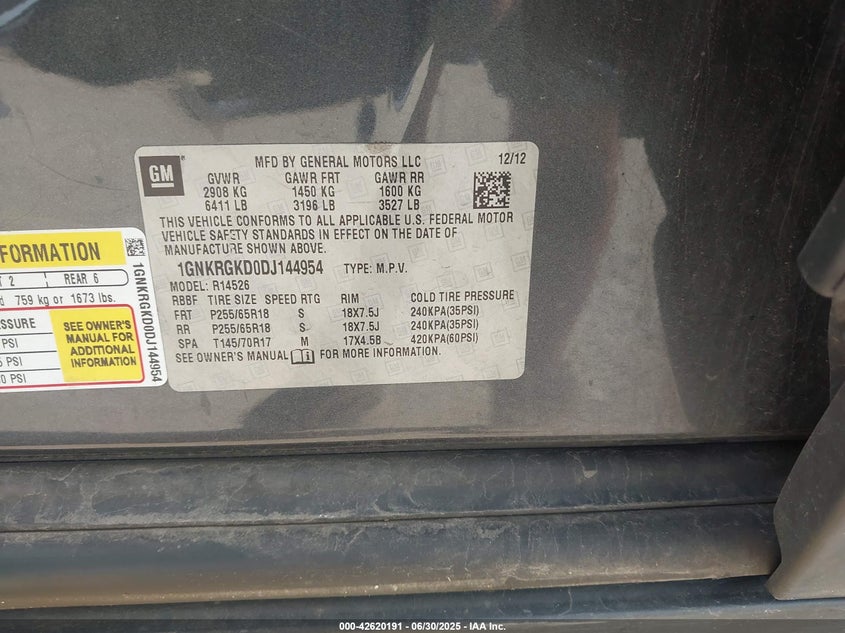 GM
MFD BY GENERAL MOTORS LLC 12/12
GVWR GAWR FRT GAWR RR
2908 KG 1450 KG 1600 KG
6411 LB 3196 LB 3527 LB
THIS VEHICLE CONFORMS TO ALL APPLICABLE U.S. FEDERAL MOTOR
VEHICLE SAFETY STANDARDS IN EFFECT ON THE DATE OF
MANUFACTURE SHOWN ABOVE.
1GNKRGKD0DJ144954 TYPE: M.P.V.
MODEL: R14526
RBBF TIRE SIZE SPEED RTG RIM COLD TIRE PRESSURE
FRT P255/65R18 S 18X7.5J 240KPA(35PSI)
RR P255/65R18 S 18X7.5J 240KPA(35PSI)
SPA T145/70R17 M 17X4.5B 420KPA(60PSI)
SEE OWNER'S MANUAL FOR MORE INFORMATION.
FORMATION
2 REAR 6
759 kg or 1673 lbs.
SEE OWNER'S
MANUAL FOR
ADDITIONAL
INFORMATION
PSI
PSI
PSI
1GNKRGKD0DJ144954
000-42620191 - 06/30/2025 - IAA Inc.